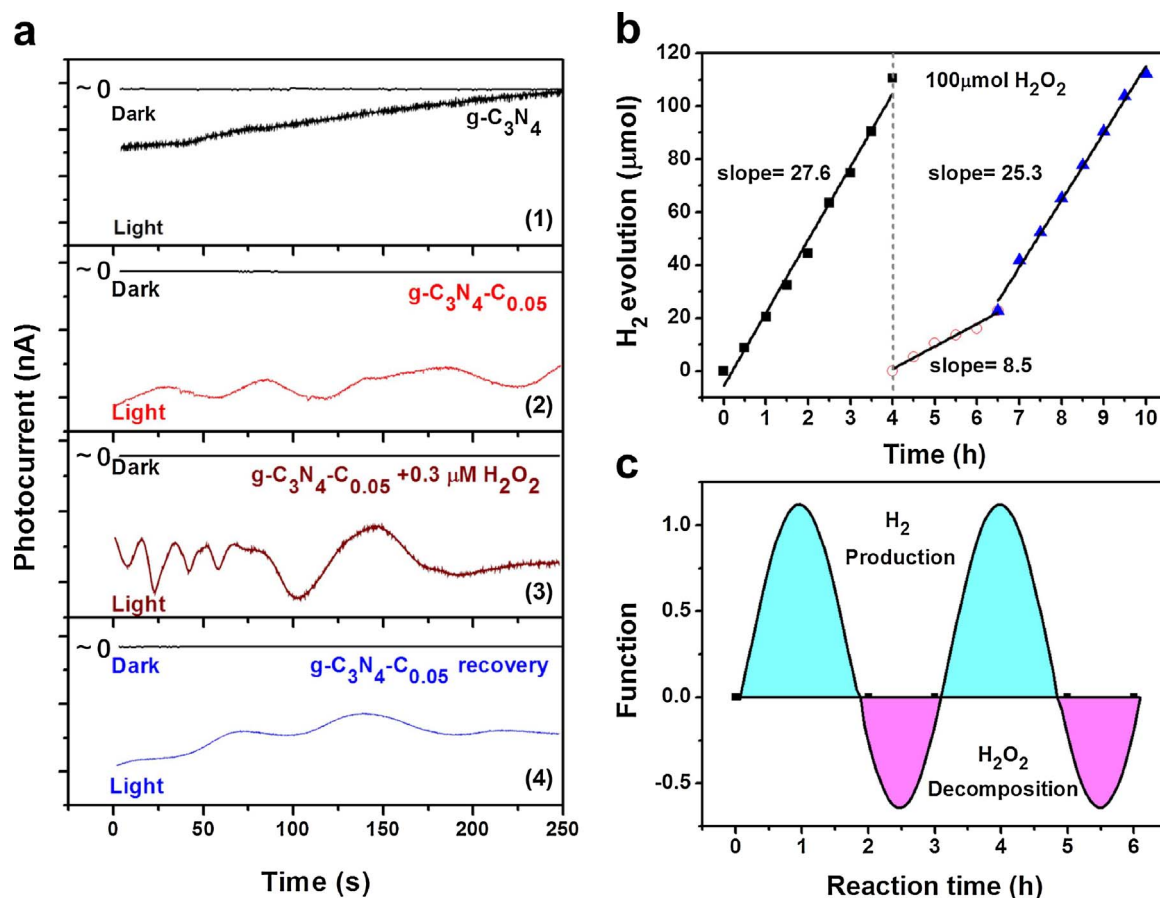 a
Photocurrent (nA)
~ 0
Dark
g-C₃N₄
Light
(1)
~ 0
Dark
g-C₃N₄-C₀.₀₅
Light
(2)
~ 0
Dark
g-C₃N₄-C₀.₀₅ +0.3 μM H₂O₂
Light
(3)
~ 0
Dark
g-C₃N₄-C₀.₀₅ recovery
Light
(4)
0 50 100 150 200 250
Time (s)
b
H₂ evolution (μmol)
120
100
80
60
40
20
0
100μmol H₂O₂
slope= 27.6
slope= 25.3
slope= 8.5
0 1 2 3 4 5 6 7 8 9 10
Time (h)
c
Function
1.0
0.5
0.0
-0.5
H₂
Production
H₂O₂
Decomposition
0 1 2 3 4 5 6
Reaction time (h)